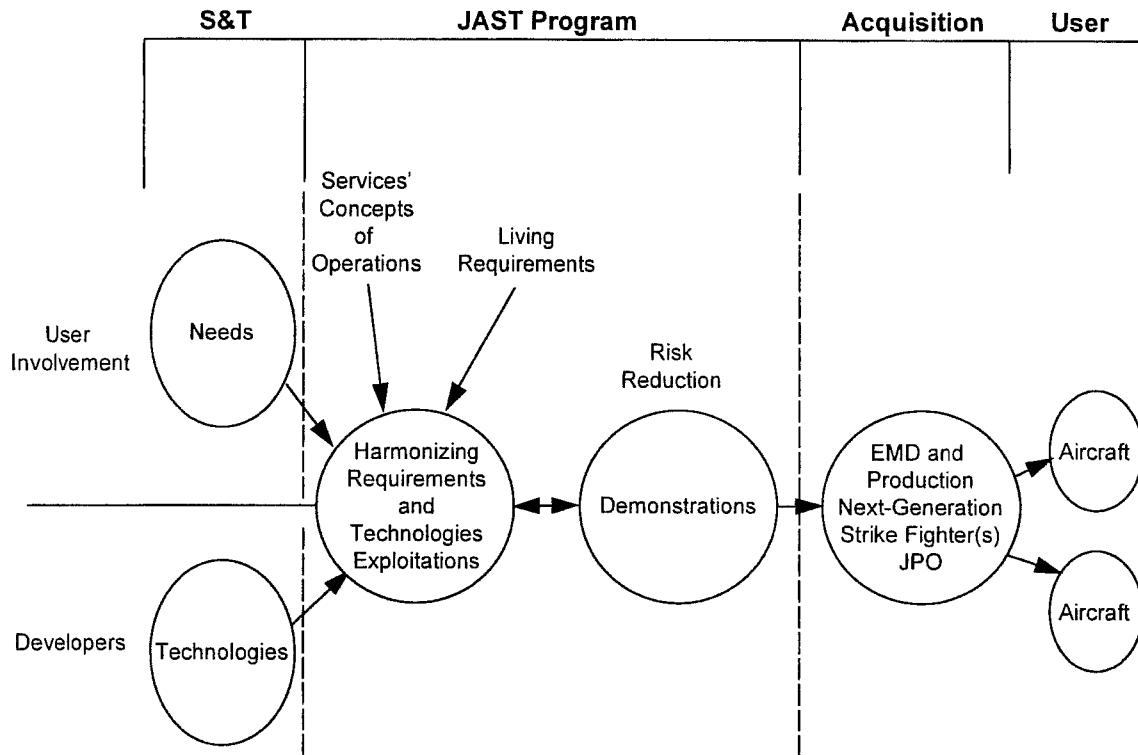 S&T
JAST Program
Acquisition
User
Services'
Concepts
of
Operations
Living
Requirements
User
Involvement
Needs
Risk
Reduction
Harmonizing
Requirements
and
Technologies
Exploitations
Demonstrations
EMD and
Production
Next-Generation
Strike Fighter(s)
JPO
Aircraft
Aircraft
Developers
Technologies